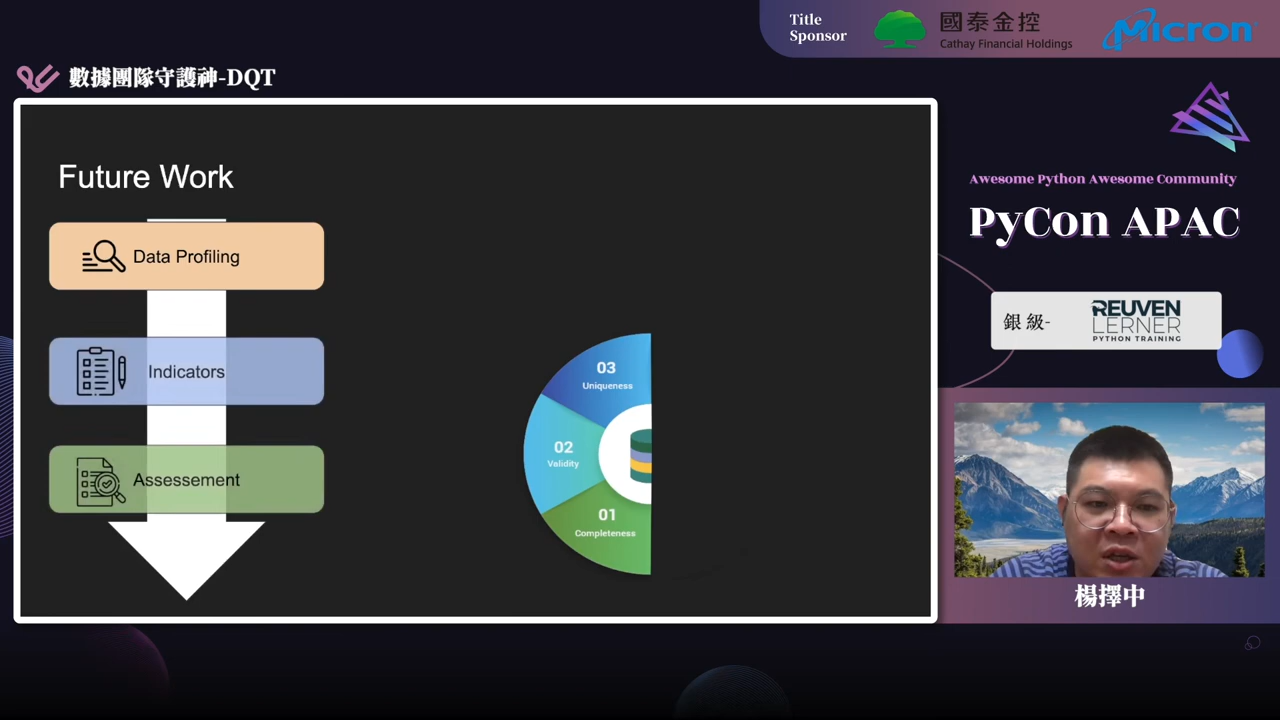 Title
Sponsor
國泰金控
Cathay Financial Holdings
Micron
數據團隊守護神-DQT
Future Work
Data Profiling
Indicators
Assessement
03
Uniqueness
02
Validity
01
Completeness
Awesome Python Awesome Community
PyCon APAC
銀級-
REUVEN
LERNER
PYTHON TRAINING
楊擇中